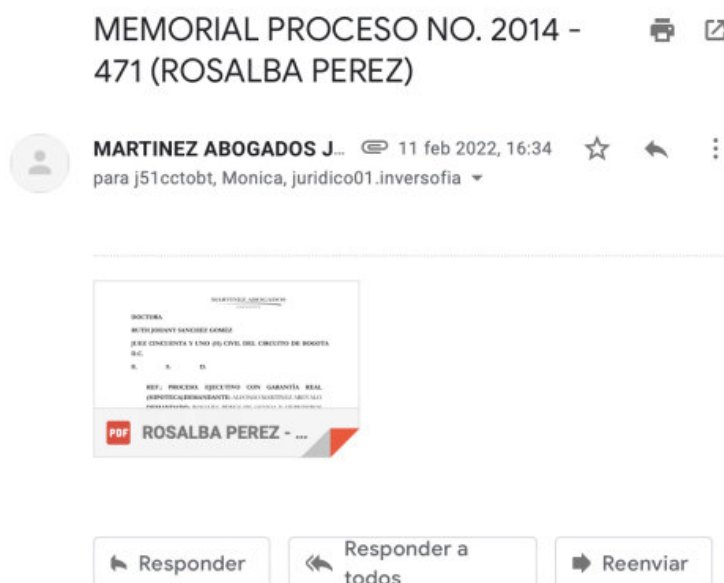 MEMORIAL PROCESO NO. 2014 -
471 (ROSALBA PEREZ)
MARTINEZ ABOGADOS J... 11 feb 2022, 16:34
para j51cctobt, Monica, juridico01.inversofia
MARTINEZ ABOGADOS
DOCTORA
RUTH JOHANY SANCHEZ GOMEZ
JUEZ CINCUENTA Y UNO (51) CIVIL DEL CIRCUITO DE BOGOTA
D.C.
E. S. D.
REF.: PROCESO EJECUTIVO CON GARANTÍA REAL
(HIPOTECA)DEMANDANTE: ALFONSO MARTINEZ
PDF ROSALBA PEREZ - ...
Responder
Responder a
todos
Reenviar